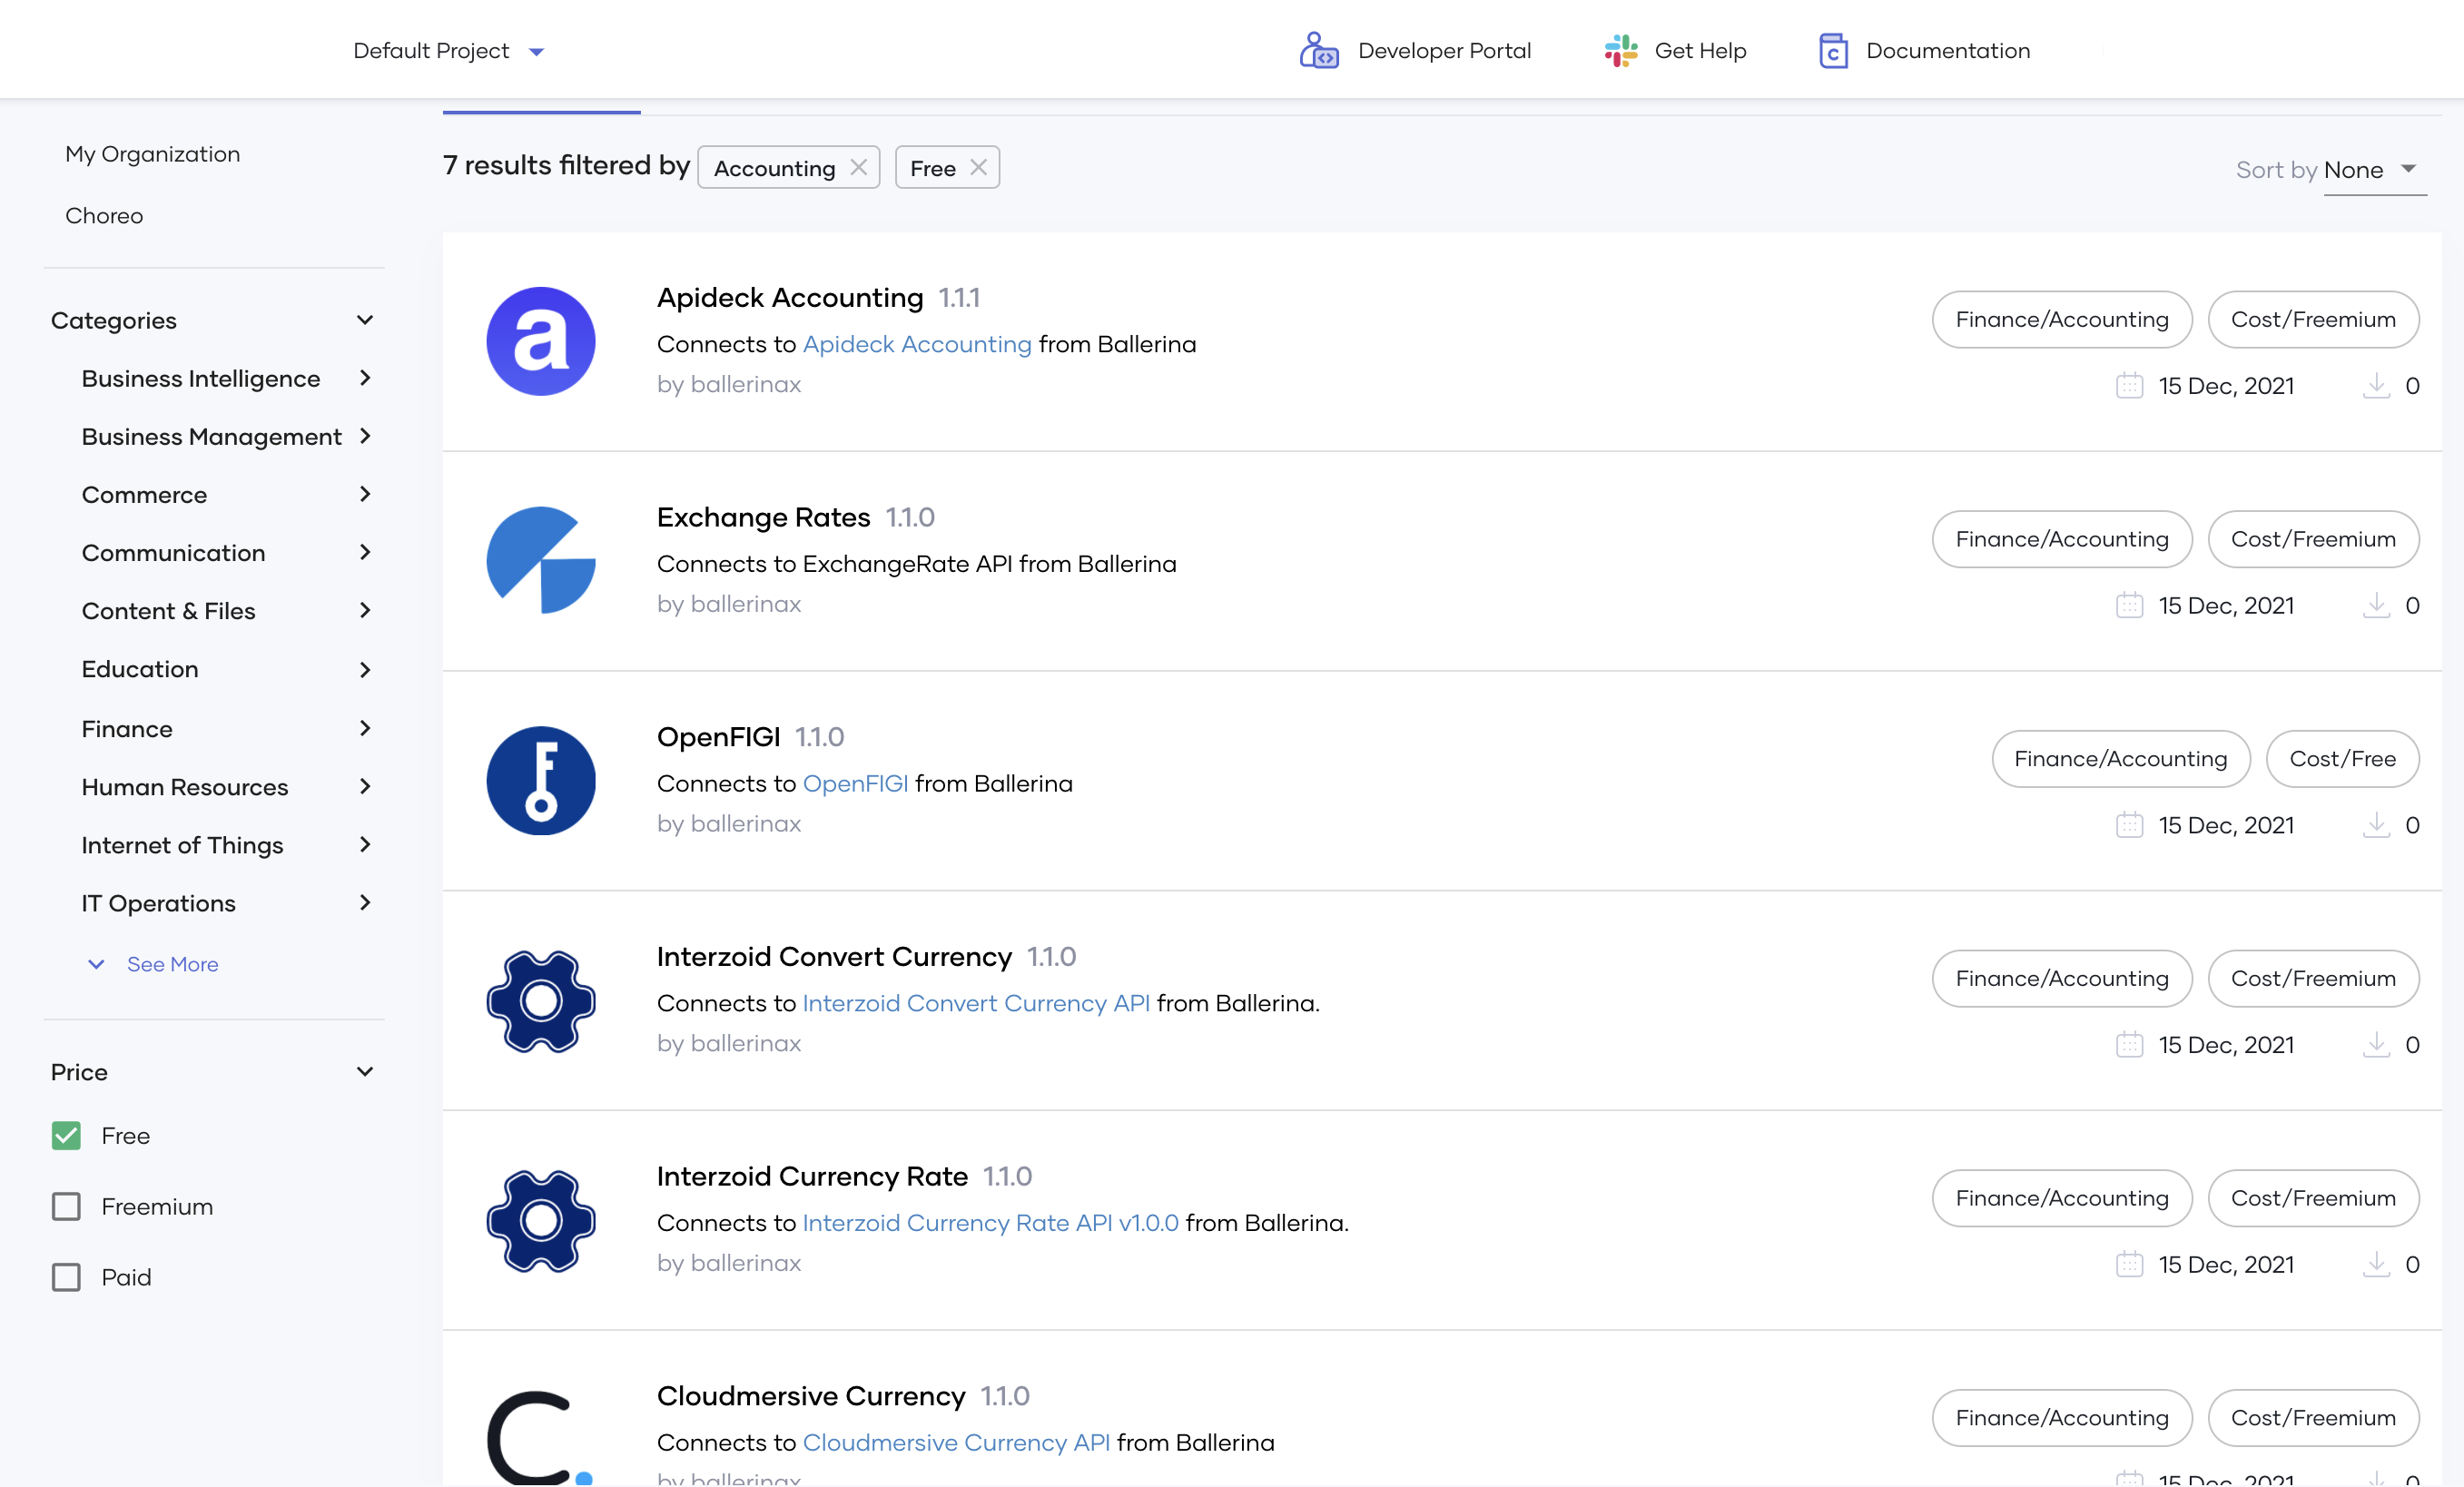 Default Project
Developer Portal
Get Help
Documentation
My Organization
Choreo
Categories
Business Intelligence
Business Management
Commerce
Communication
Content & Files
Education
Finance
Human Resources
Internet of Things
IT Operations
See More
Price
Free
Freemium
Paid
7 results filtered by Accounting Free
Sort by None
Apideck Accounting 1.1.1
Connects to Apideck Accounting from Ballerina
by ballerinax
Finance/Accounting Cost/Freemium
15 Dec, 2021 0
Exchange Rates 1.1.0
Connects to ExchangeRate API from Ballerina
by ballerinax
Finance/Accounting Cost/Freemium
15 Dec, 2021 0
OpenFIGI 1.1.0
Connects to OpenFIGI from Ballerina
by ballerinax
Finance/Accounting Cost/Free
15 Dec, 2021 0
Interzoid Convert Currency 1.1.0
Connects to Interzoid Convert Currency API from Ballerina.
by ballerinax
Finance/Accounting Cost/Freemium
15 Dec, 2021 0
Interzoid Currency Rate 1.1.0
Connects to Interzoid Currency Rate API v1.0.0 from Ballerina.
by ballerinax
Finance/Accounting Cost/Freemium
15 Dec, 2021 0
Cloudmersive Currency 1.1.0
Connects to Cloudmersive Currency API from Ballerina
by ballerinax
Finance/Accounting Cost/Freemium
15 Dec, 2021 0